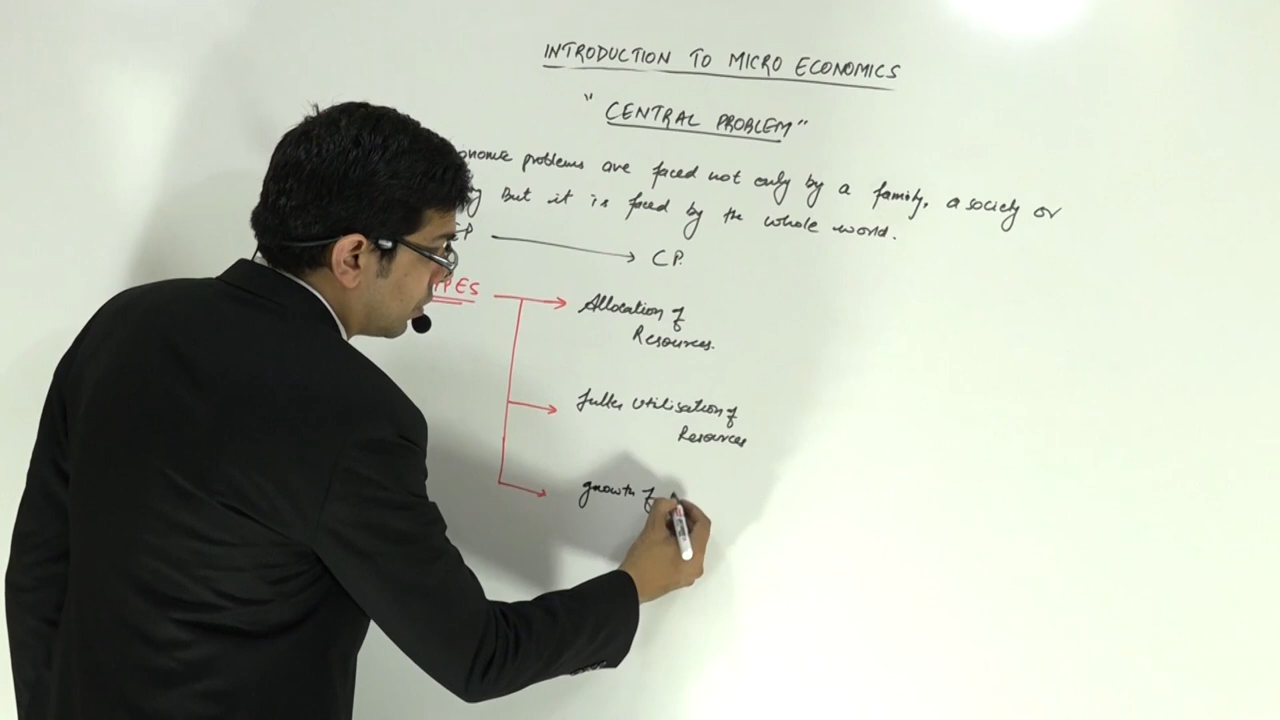 INTRODUCTION TO MICRO ECONOMICS
"CENTRAL PROBLEM"
problems are faced not only by a family, a society or
But it is faced by the whole world.
CP.
Allocation of
Resources.
fuller Utilisation of
Resources
growth of